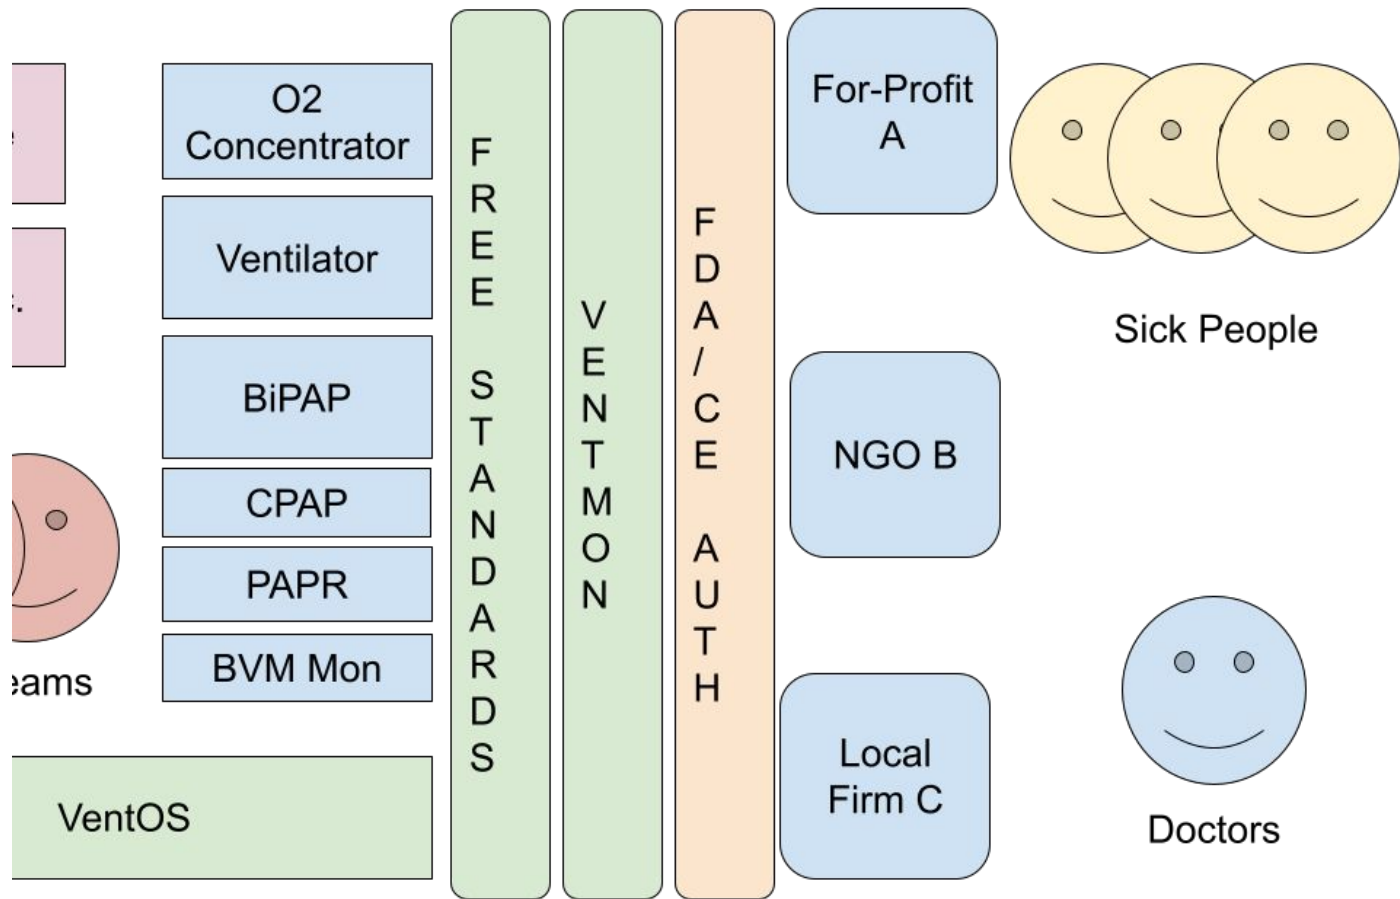 O2
Concentrator
Ventilator
BiPAP
CPAP
PAPR
BVM Mon
eams
VentOS
FREE STANDARDS
VENTMON
FDA/CE AUTH
For-Profit
A
NGO B
Local
Firm C
Sick People
Doctors